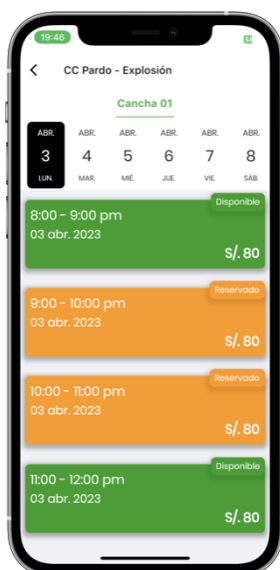 19:46
CC Pardo - Explosión
Cancha 01
ABR. ABR. ABR. ABR. ABR. ABR.
3 4 5 6 7 8
LUN. MAR. MIÉ. JUE. VIE. SÁB.
Disponible
8:00 - 9:00 pm
03 abr. 2023
S/. 80
Reservado
9:00 - 10:00 pm
03 abr. 2023
S/. 80
Reservado
10:00 - 11:00 pm
03 abr. 2023
S/. 80
Disponible
11:00 - 12:00 pm
03 abr. 2023
S/. 80